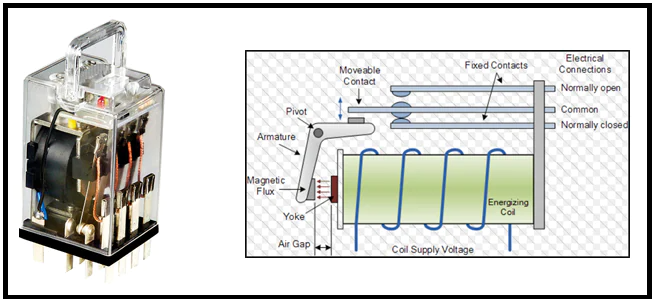 Electrical
Connections
Fixed Contacts
Moveable
Contact
Normally open
Common
Normally closed
Pivot
Armature
Magnetic
Flux
Yoke
Energizing
Coil
Air Gap
Coil Supply Voltage